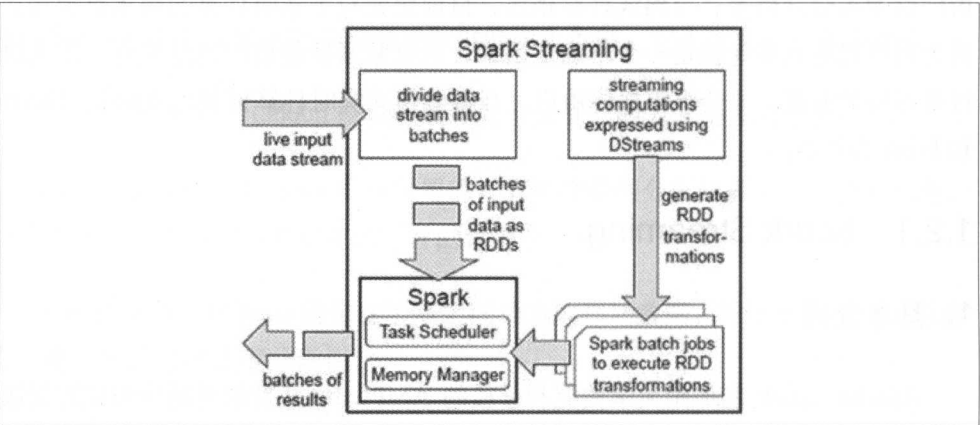 Spark Streaming
divide data
stream into
batches
streaming
computations
expressed using
DStreams
live input
data stream
batches
of input
data as
RDDs
generate
RDD
transfor-
mations
Spark
Task Scheduler
Memory Manager
Spark batch jobs
to execute RDD
transformations
batches of
results